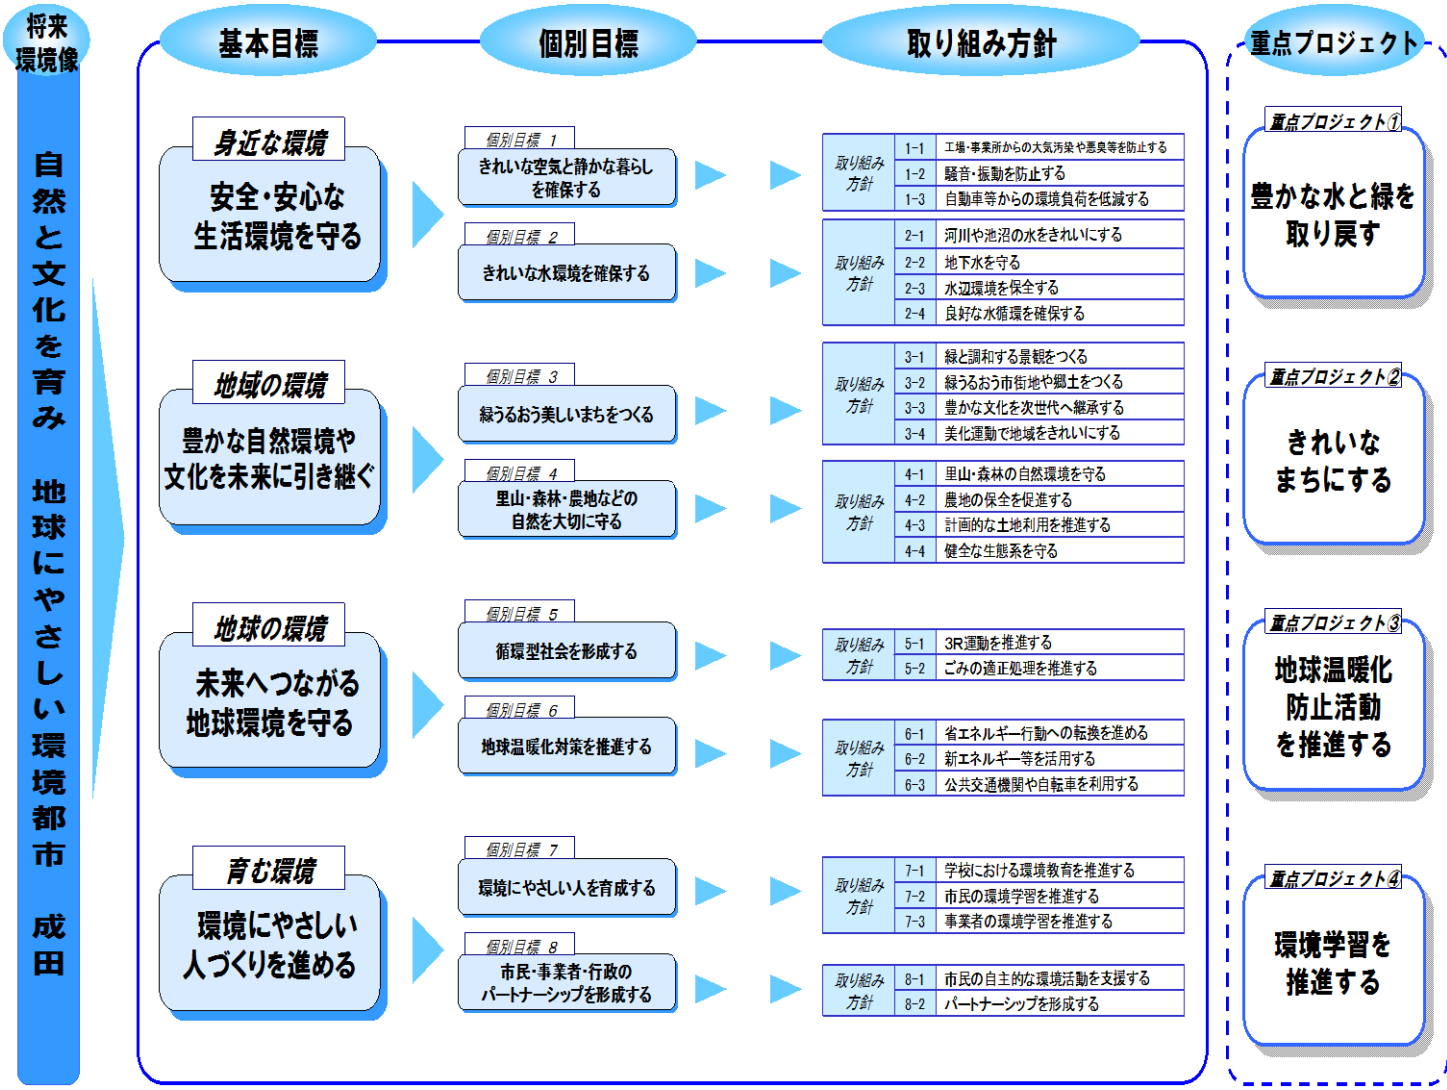 将来
環境像
基本目標
個別目標
取り組み方針
重点プロジェクト
自然と文化を育み 地球にやさしい環境都市 成田
身近な環境
安全・安心な
生活環境を守る
個別目標 1
きれいな空気と静かな暮らし
を確保する
取り組み
方針
1-1 工場・事業所からの大気汚染や悪臭等を防止する
1-2 騒音・振動を防止する
1-3 自動車等からの環境負荷を低減する
個別目標 2
きれいな水環境を確保する
取り組み
方針
2-1 河川や池沼の水をきれいにする
2-2 地下水を守る
2-3 水辺環境を保全する
2-4 良好な水循環を確保する
地域の環境
豊かな自然環境や
文化を未来に引き継ぐ
個別目標 3
緑うるおう美しいまちをつくる
取り組み
方針
3-1 緑と調和する景観をつくる
3-2 緑うるおう市街地や郷土をつくる
3-3 豊かな文化を次世代へ継承する
3-4 美化運動で地域をきれいにする
個別目標 4
里山・森林・農地などの
自然を大切に守る
取り組み
方針
4-1 里山・森林の自然環境を守る
4-2 農地の保全を促進する
4-3 計画的な土地利用を推進する
4-4 健全な生態系を守る
地球の環境
未来へつながる
地球環境を守る
個別目標 5
循環型社会を形成する
取り組み
方針
5-1 3R運動を推進する
5-2 ごみの適正処理を推進する
個別目標 6
地球温暖化対策を推進する
取り組み
方針
6-1 省エネルギー行動への転換を進める
6-2 新エネルギー等を活用する
6-3 公共交通機関や自転車を利用する
育む環境
環境にやさしい
人づくりを進める
個別目標 7
環境にやさしい人を育成する
取り組み
方針
7-1 学校における環境教育を推進する
7-2 市民の環境学習を推進する
7-3 事業者の環境学習を推進する
個別目標 8
市民・事業者・行政の
パートナーシップを形成する
取り組み
方針
8-1 市民の自主的な環境活動を支援する
8-2 パートナーシップを形成する
重点プロジェクト①
豊かな水と緑を
取り戻す
重点プロジェクト②
きれいな
まちにする
重点プロジェクト③
地球温暖化
防止活動
を推進する
重点プロジェクト④
環境学習を
推進する